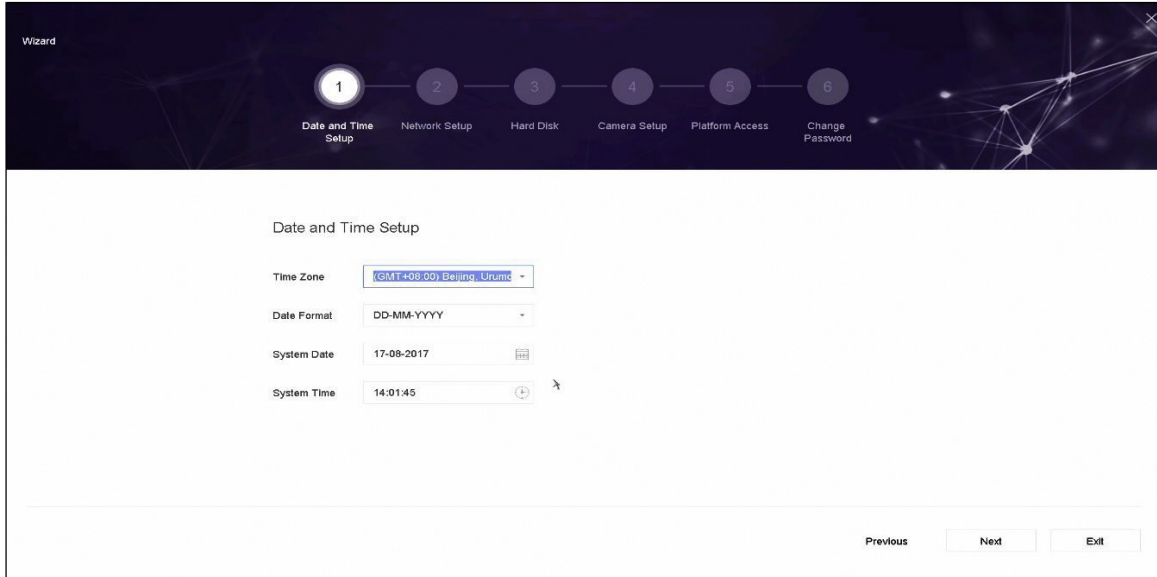 Wizard
1 2 3 4 5 6
Date and Time Setup Network Setup Hard Disk Camera Setup Platform Access Change Password
Date and Time Setup
Time Zone (GMT+08:00) Beijing, Urumc
Date Format DD-MM-YYYY
System Date 17-08-2017
System Time 14:01:45
Previous Next Exit